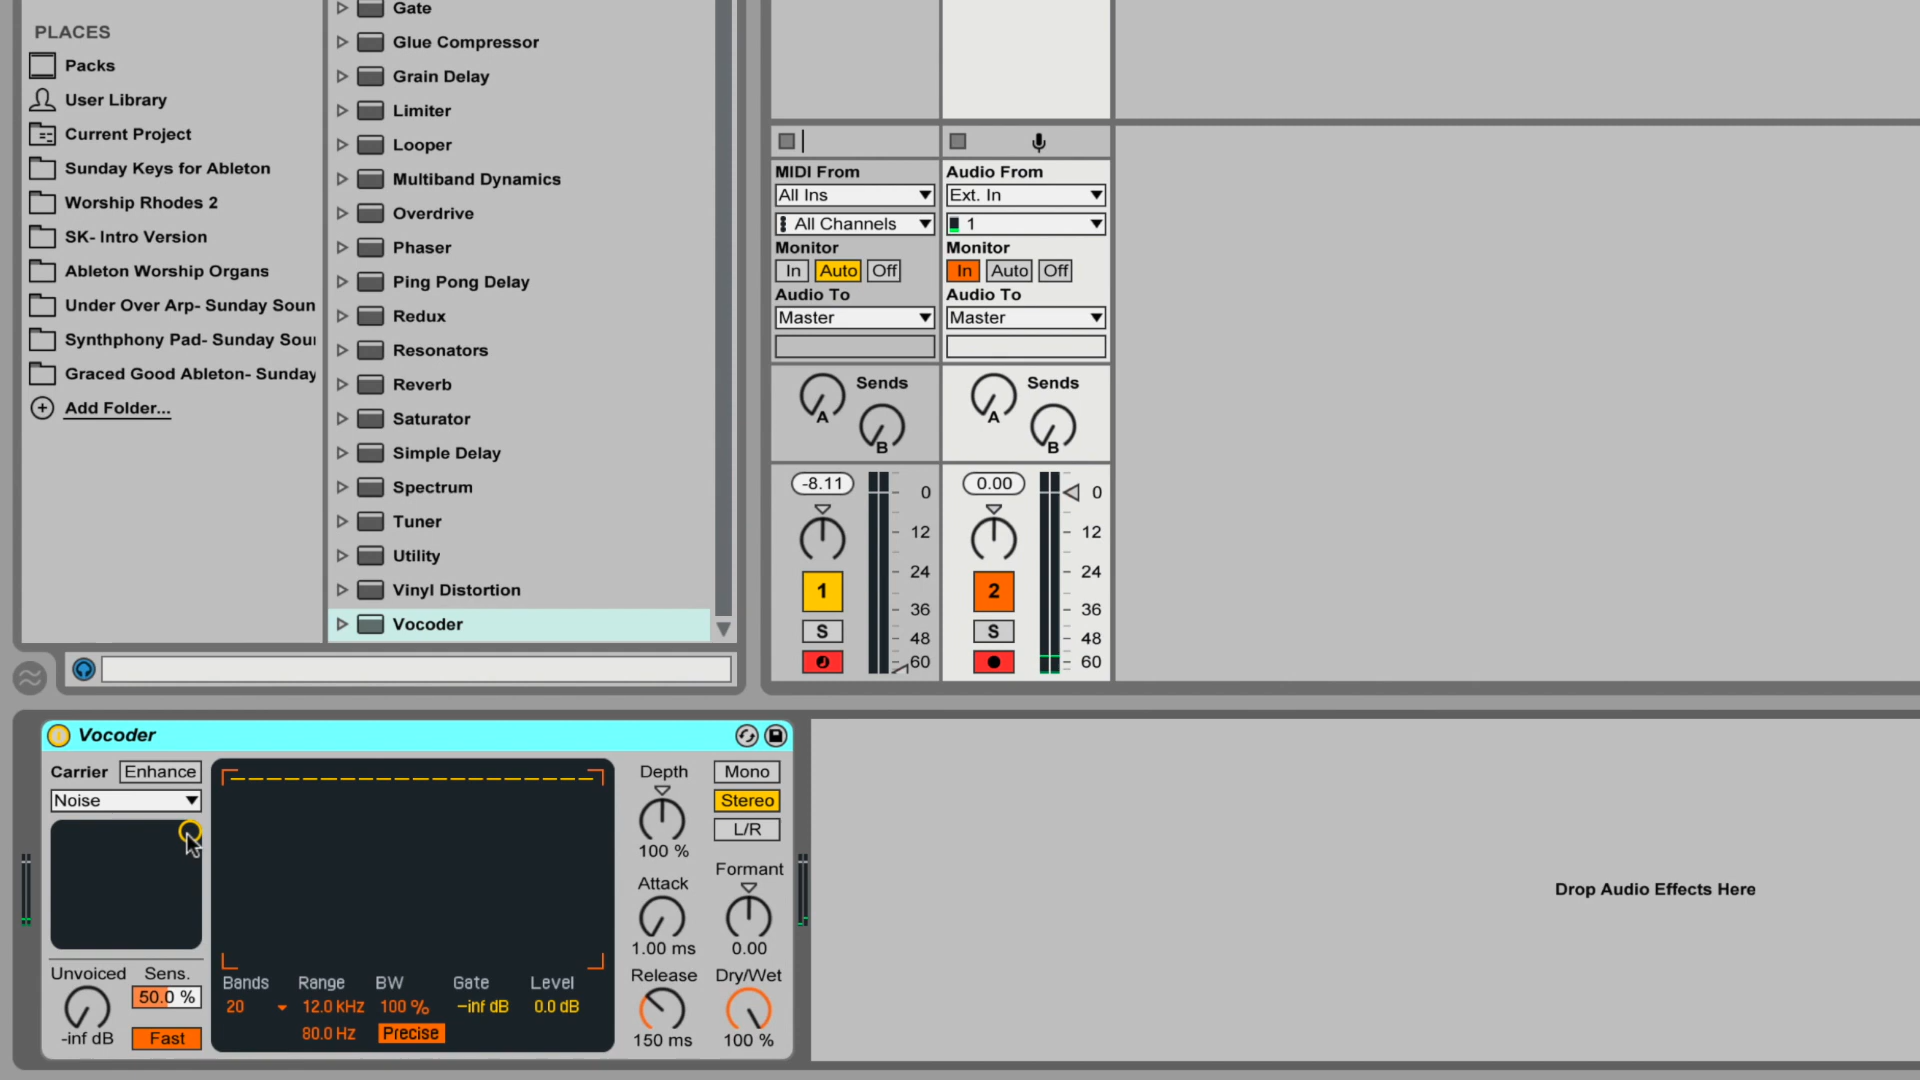 PLACES
Packs
User Library
Current Project
Sunday Keys for Ableton
Worship Rhodes 2
SK- Intro Version
Ableton Worship Organs
Under Over Arp- Sunday Soun
Synthphony Pad- Sunday Sou
Graced Good Ableton- Sunday
Add Folder...
Gate
Glue Compressor
Grain Delay
Limiter
Looper
Multiband Dynamics
Overdrive
Phaser
Ping Pong Delay
Redux
Resonators
Reverb
Saturator
Simple Delay
Spectrum
Tuner
Utility
Vinyl Distortion
Vocoder
MIDI From
All Ins
All Channels
Monitor
In Auto Off
Audio To
Master
Sends
A
B
-8.11
0
12
24
36
48
60
1
S
Audio From
Ext. In
1
Monitor
In Auto Off
Audio To
Master
Sends
A
B
0.00
0
12
24
36
48
60
2
S
Vocoder
Carrier Enhance
Noise
Unvoiced Sens.
50.0 %
-inf dB Fast
Bands Range BW Gate Level
20 12.0 kHz 100 % -inf dB 0.0 dB
80.0 Hz Precise
Depth
100 %
Attack
1.00 ms
Release
150 ms
Mono
Stereo
L/R
Formant
0.00
Dry/Wet
100 %
Drop Audio Effects Here